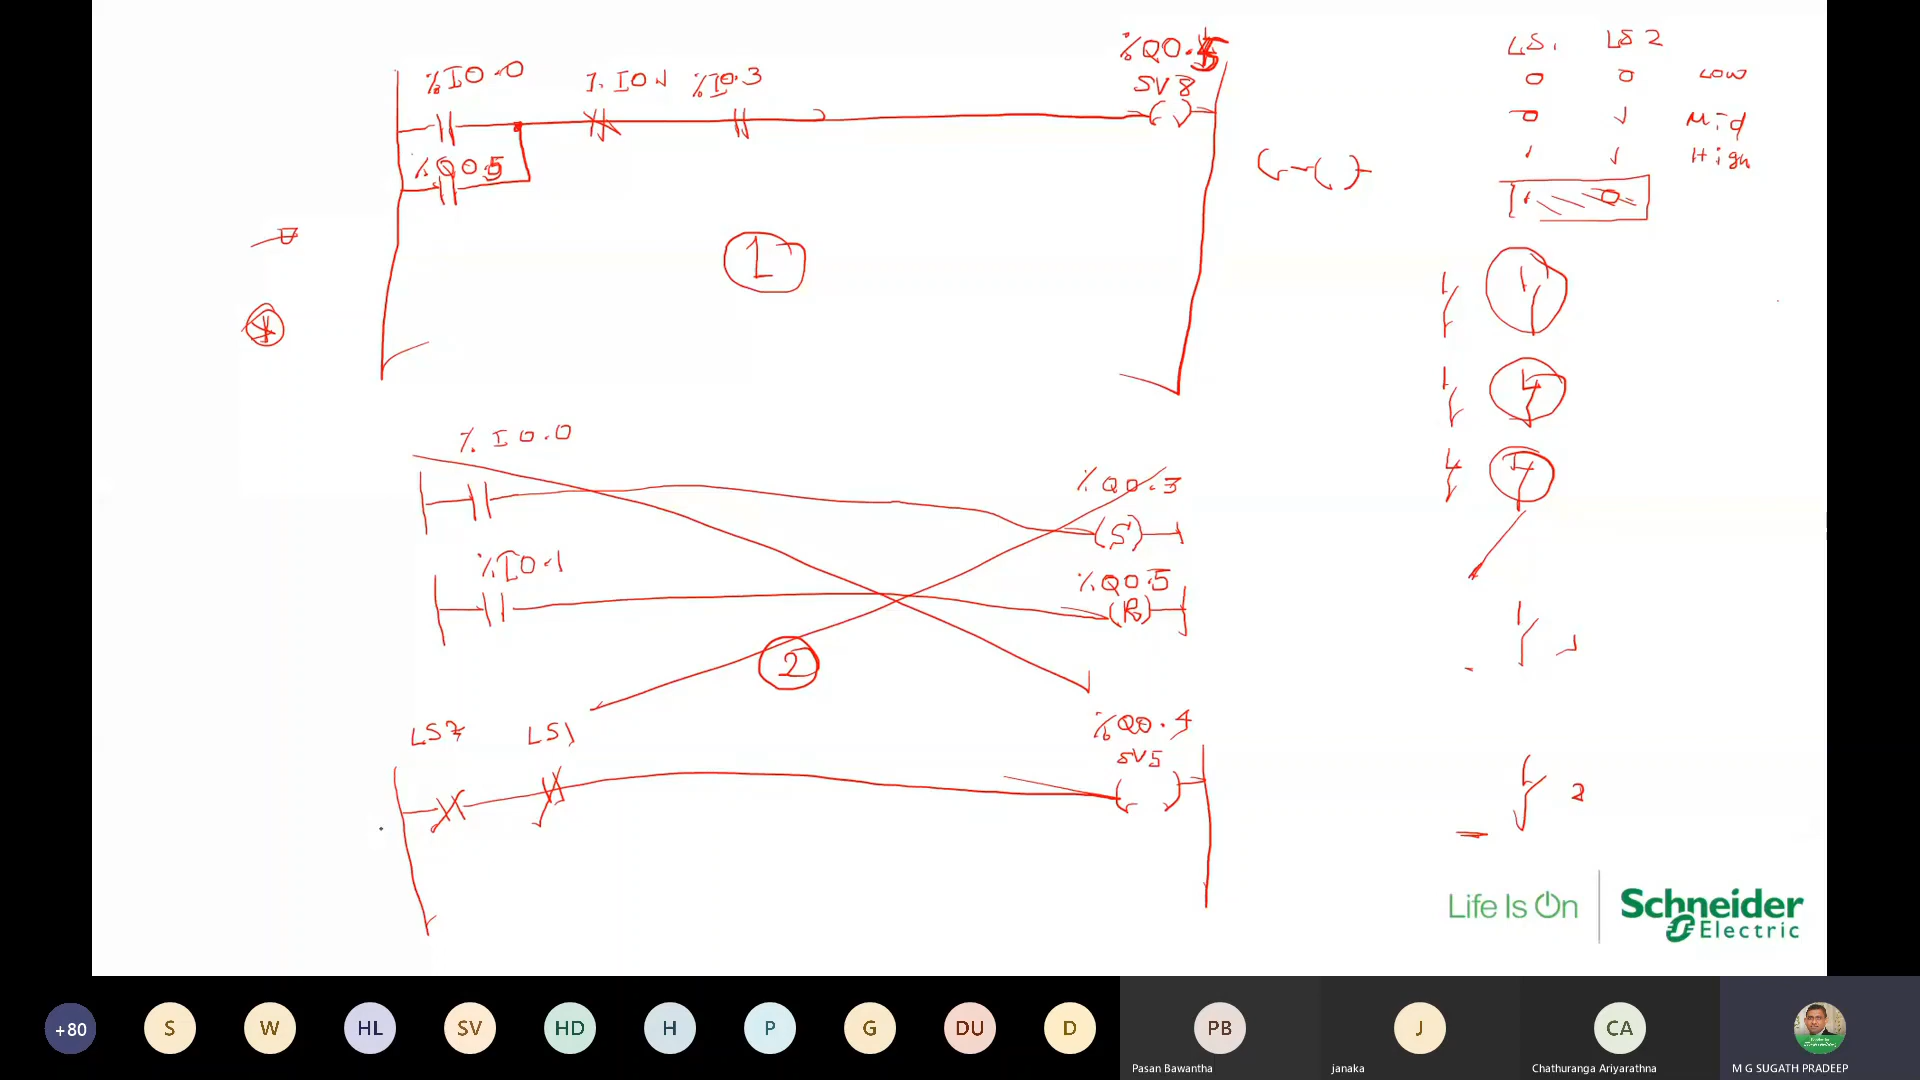 %Q0.5
%I0.0 %I0.1 %I0.3 SV8
%Q0.5
1
LS1 LS2
0 0 Low
0 1 Mid
1 1 High
1 0
%I0.0
%Q0.3
(S)
%I0.1 %Q0.5
(R)
2
LS2 LS1 %Q0.4
SV5
1
2
Life Is On Schneider Electric
+80 S W HL SV HD H P G DU D PB J CA
Pasan Bawantha janaka Chathuranga Ariyarathna M G SUGATH PRADEEP